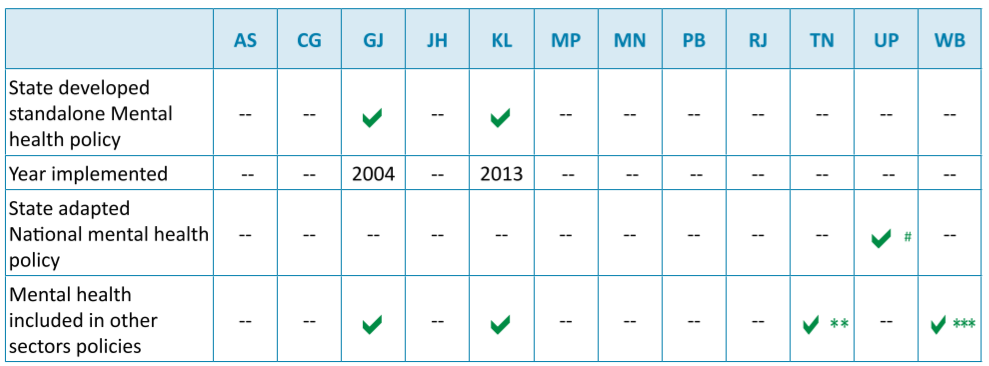 AS CG GJ JH KL MP MN PB RJ TN UP WB
State developed
standalone Mental
health policy
-- -- ✔ -- ✔ -- -- -- -- -- -- --
Year implemented -- -- 2004 -- 2013 -- -- -- -- -- -- --
State adapted
National mental health
policy
-- -- -- -- -- -- -- -- -- -- ✔ # --
Mental health
included in other
sectors policies
-- -- ✔ -- ✔ -- -- -- -- ✔ ** -- ✔ ***